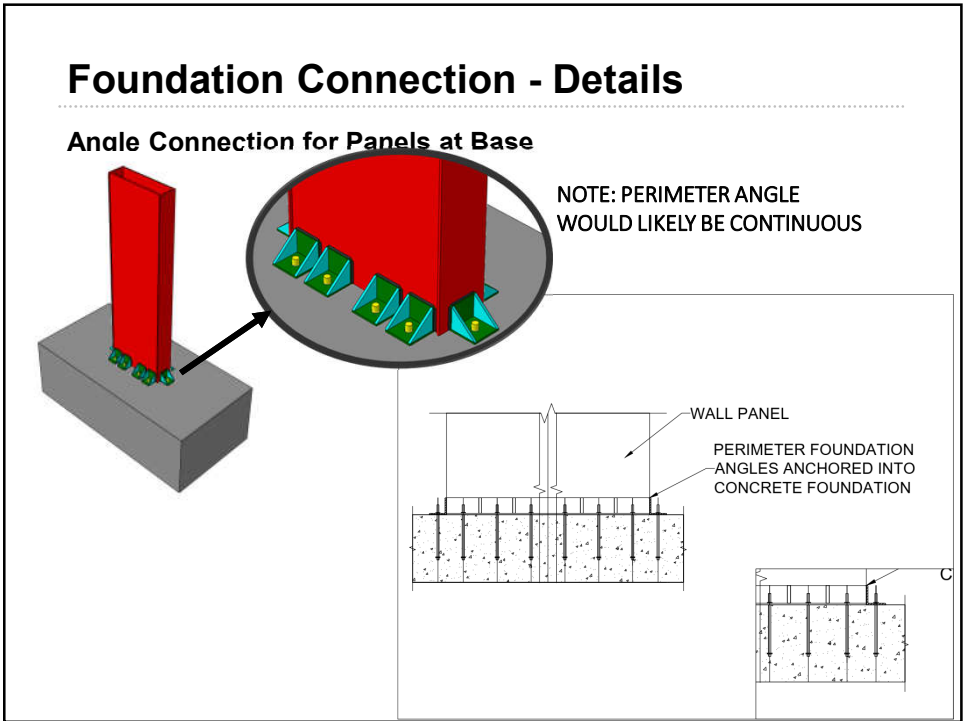 Foundation Connection - Details
Angle Connection for Panels at Base
NOTE: PERIMETER ANGLE
WOULD LIKELY BE CONTINUOUS
WALL PANEL
PERIMETER FOUNDATION
ANGLES ANCHORED INTO
CONCRETE FOUNDATION
C